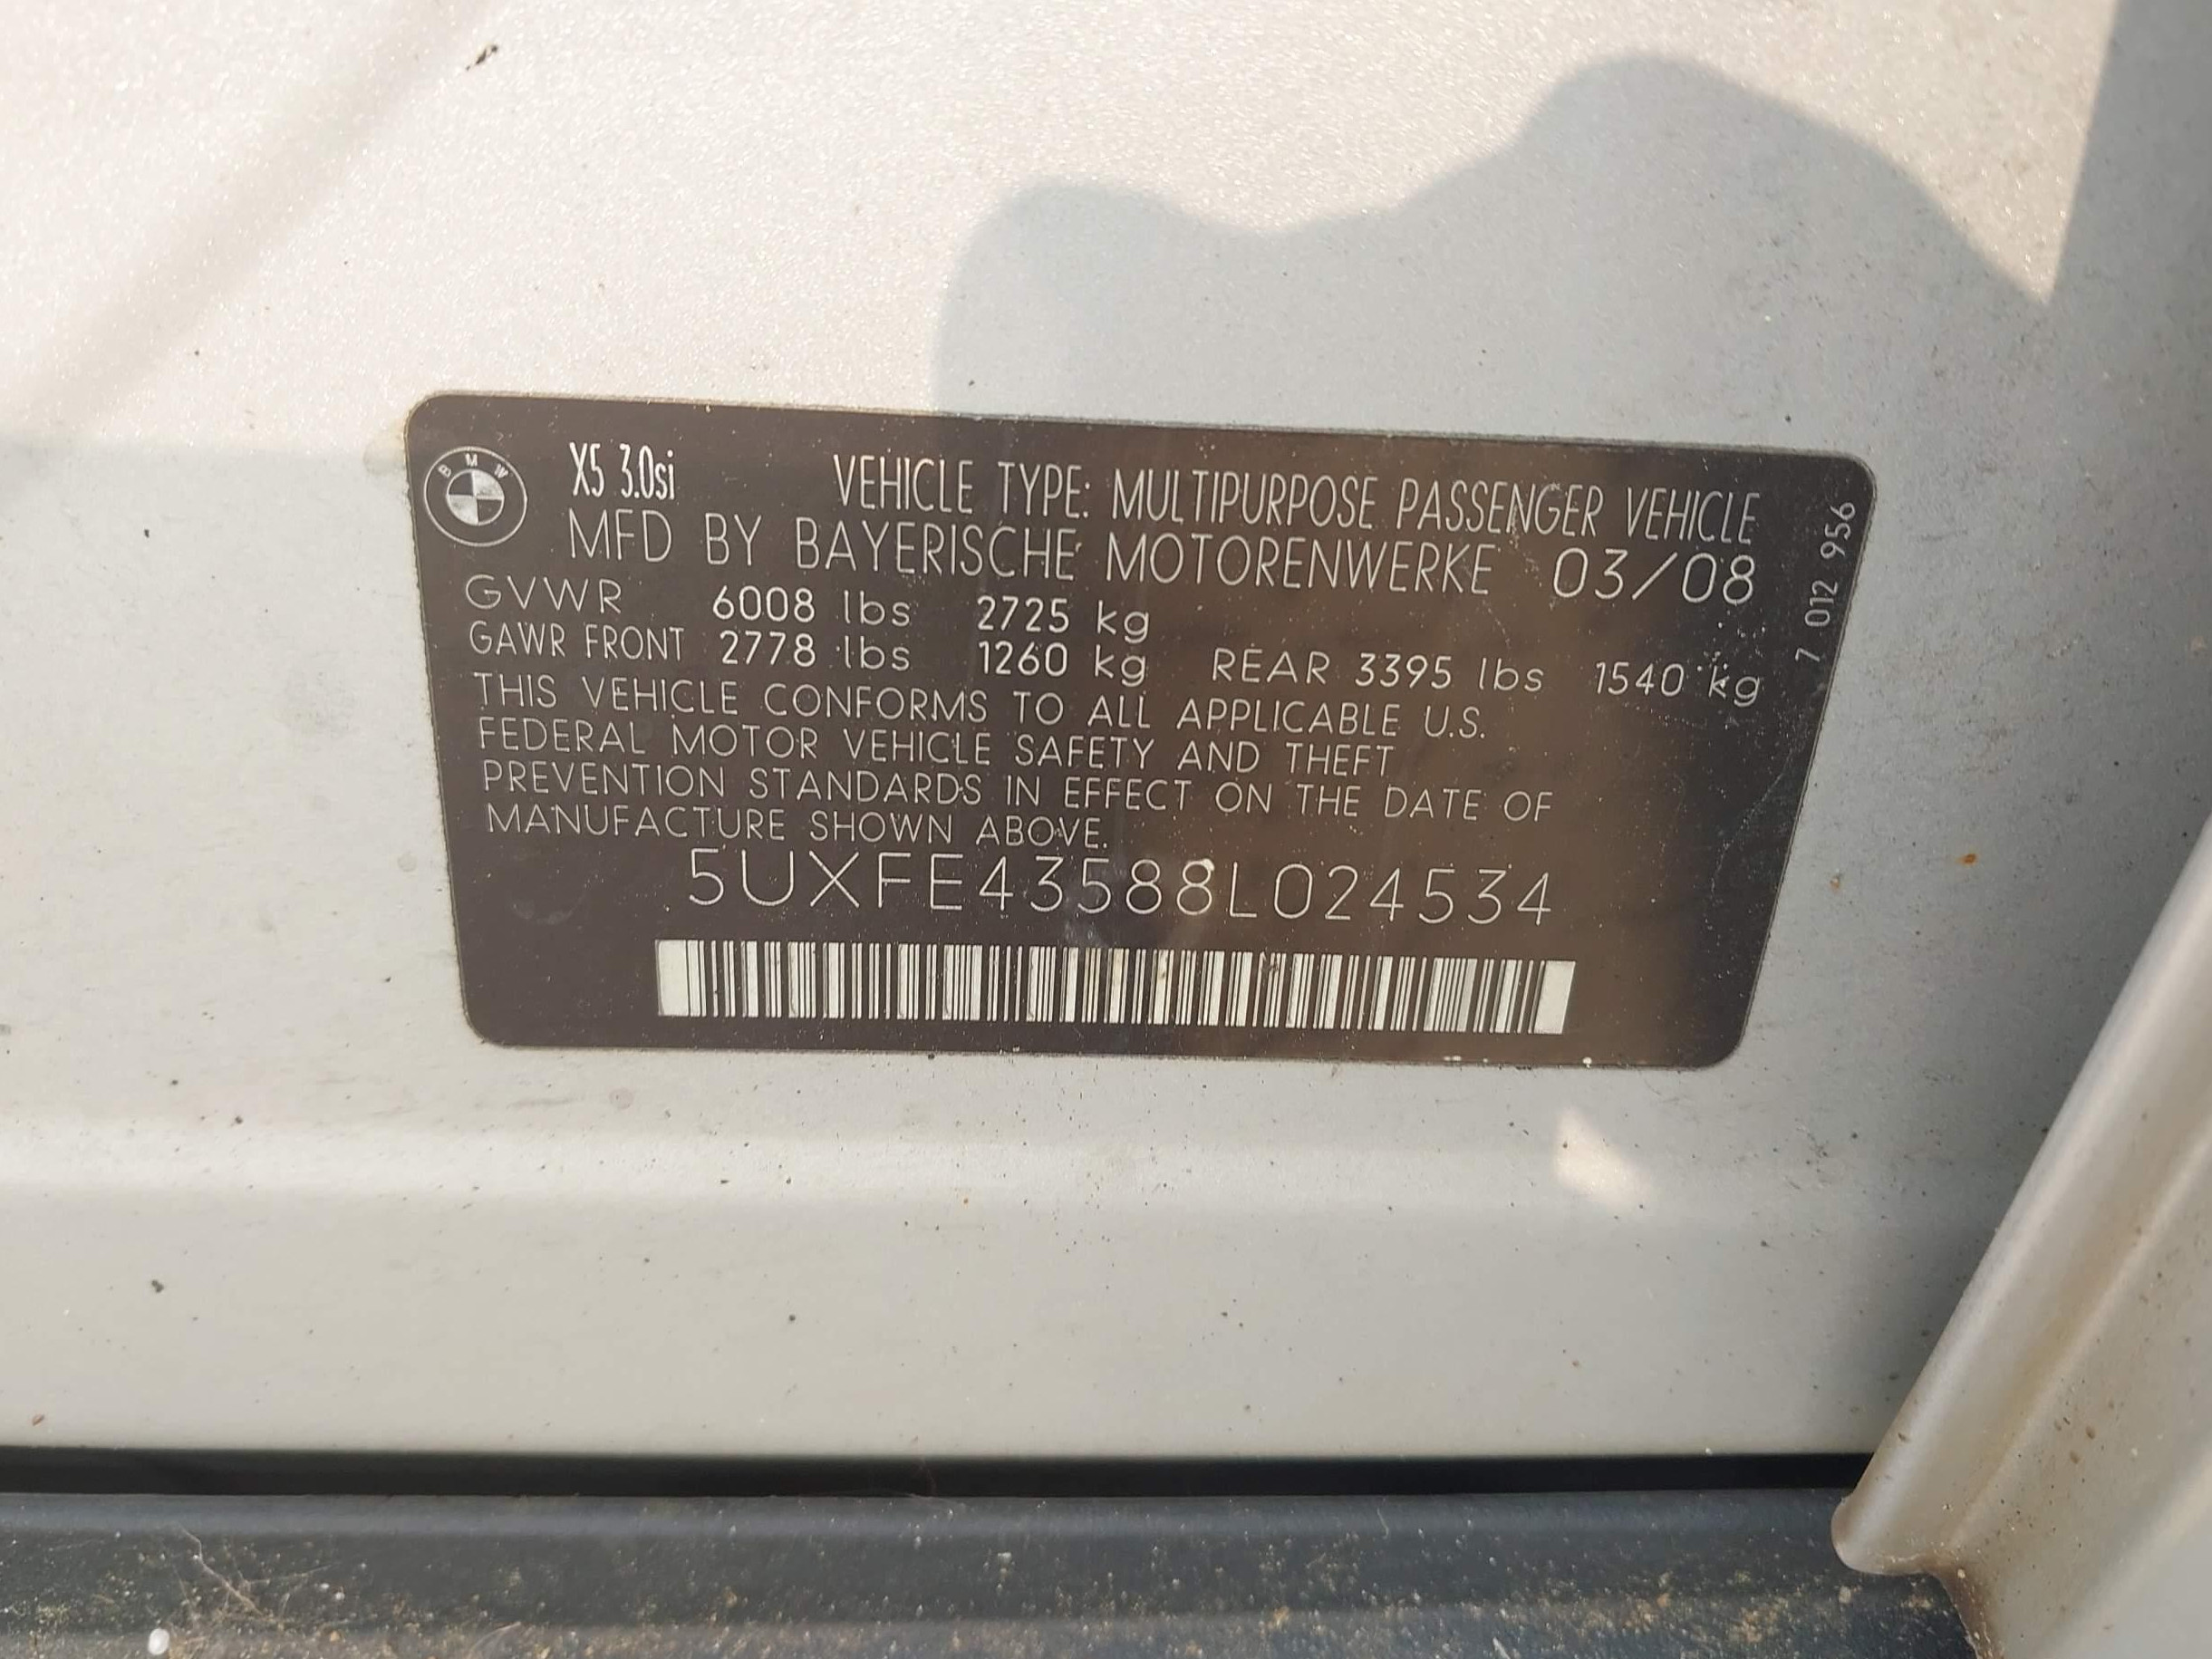 BMW
X5 3.0si
VEHICLE TYPE: MULTIPURPOSE PASSENGER VEHICLE
MFD BY BAYERISCHE MOTORENWERKE 03/08
GVWR 6008 lbs 2725 kg
GAWR FRONT 2778 lbs 1260 kg REAR 3395 lbs 1540 kg
THIS VEHICLE CONFORMS TO ALL APPLICABLE U.S.
FEDERAL MOTOR VEHICLE SAFETY AND THEFT
PREVENTION STANDARDS IN EFFECT ON THE DATE OF
MANUFACTURE SHOWN ABOVE.
5UXFE43588L024534
7 012 956